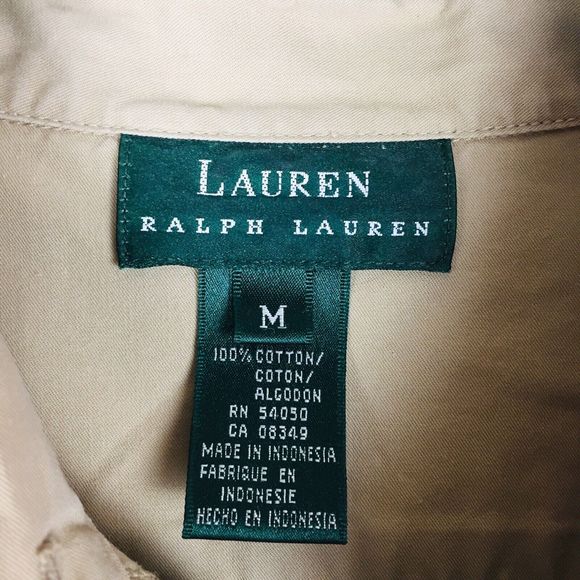 LAUREN
RALPH LAUREN
M
100% COTTON/
COTON/
ALGODON
RN 54050
CA 08349
MADE IN INDONESIA
FABRIQUE EN
INDONESIE
HECHO EN INDONESIA